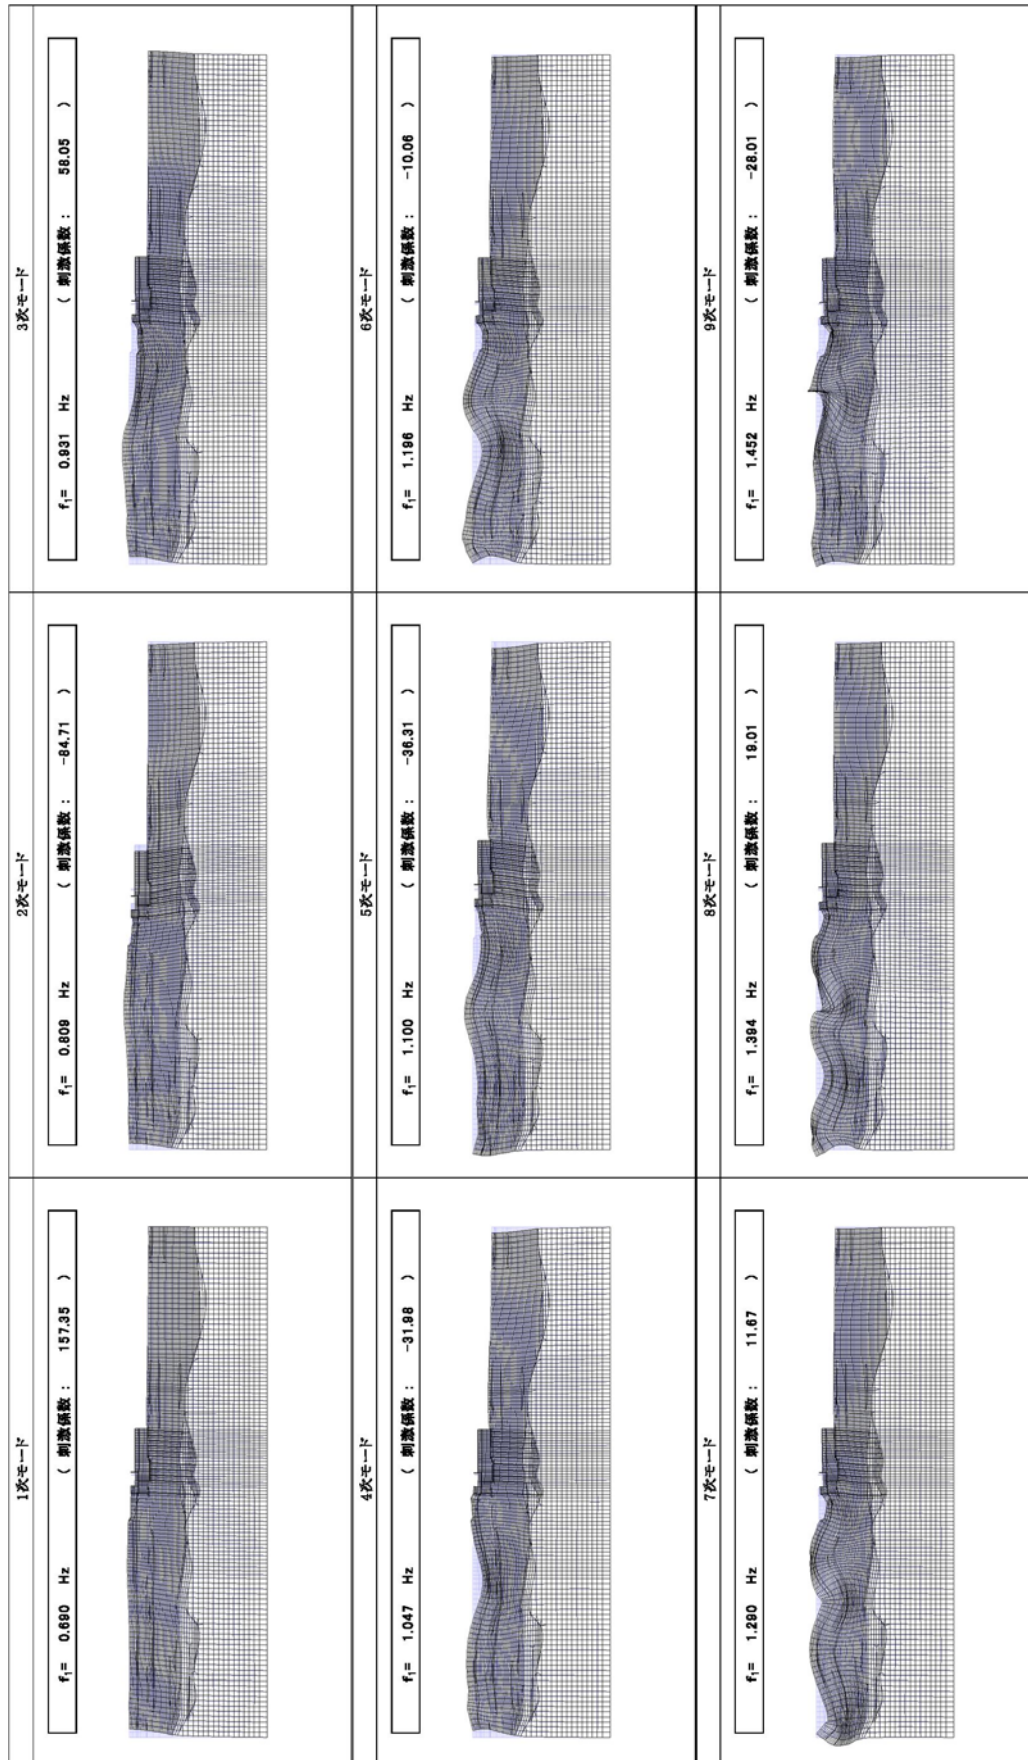 1次モード
f₁= 0.690 Hz ( 刺激係数 : 157.35 )
2次モード
f₁= 0.809 Hz ( 刺激係数 : -84.71 )
3次モード
f₁= 0.931 Hz ( 刺激係数 : 58.05 )
4次モード
f₁= 1.047 Hz ( 刺激係数 : -31.98 )
5次モード
f₁= 1.100 Hz ( 刺激係数 : -36.31 )
6次モード
f₁= 1.196 Hz ( 刺激係数 : -10.06 )
7次モード
f₁= 1.290 Hz ( 刺激係数 : 11.67 )
8次モード
f₁= 1.394 Hz ( 刺激係数 : 19.01 )
9次モード
f₁= 1.452 Hz ( 刺激係数 : -28.01 )